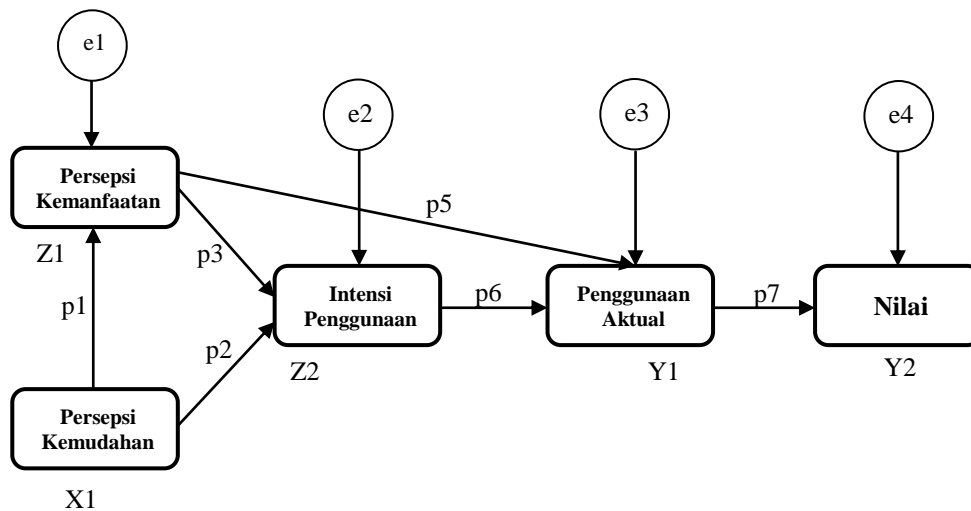 e1
e2
e3
e4
Persepsi
Kemanfaatan
Z1
p5
p3
p1
Intensi
Penggunaan
Z2
p6
Penggunaan
Aktual
Y1
p7
Nilai
Y2
p2
Persepsi
Kemudahan
X1